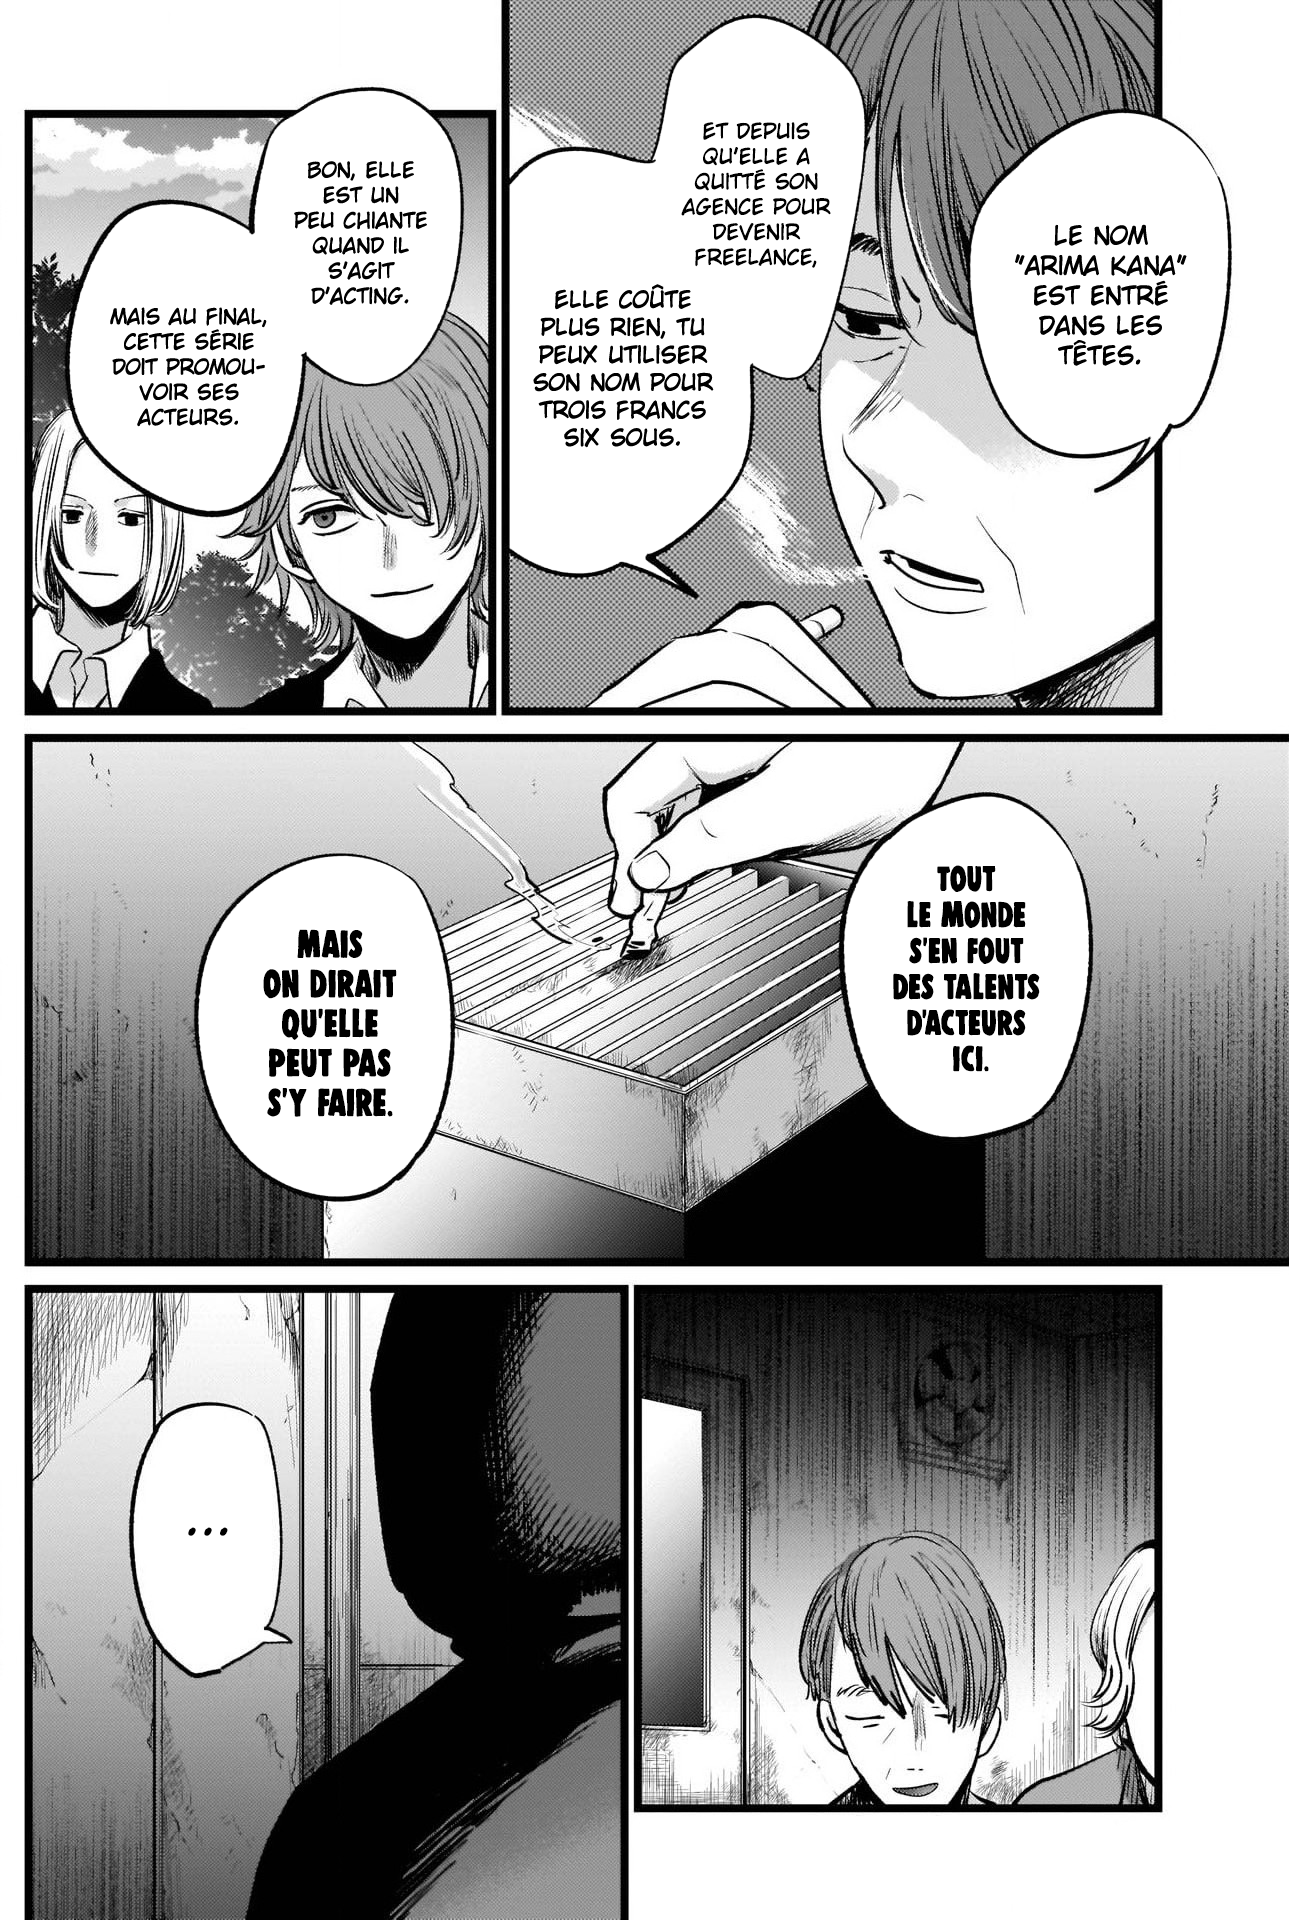 LE NOM
"ARIMA KANA"
EST ENTRÉ
DANS LES
TÊTES.
ET DEPUIS
QU'ELLE A
QUITTÉ SON
AGENCE POUR
DEVENIR
FREELANCE,
ELLE COÛTE
PLUS RIEN, TU
PEUX UTILISER
SON NOM POUR
TROIS FRANCS
SIX SOUS.
BON, ELLE
EST UN
PEU CHIANTE
QUAND IL
S'AGIT
D'ACTING.
MAIS AU FINAL,
CETTE SÉRIE
DOIT PROMOU-
VOIR SES
ACTEURS.
TOUT
LE MONDE
S'EN FOUT
DES TALENTS
D'ACTEURS
ICI.
MAIS
ON DIRAIT
QU'ELLE
PEUT PAS
S'Y FAIRE.
...